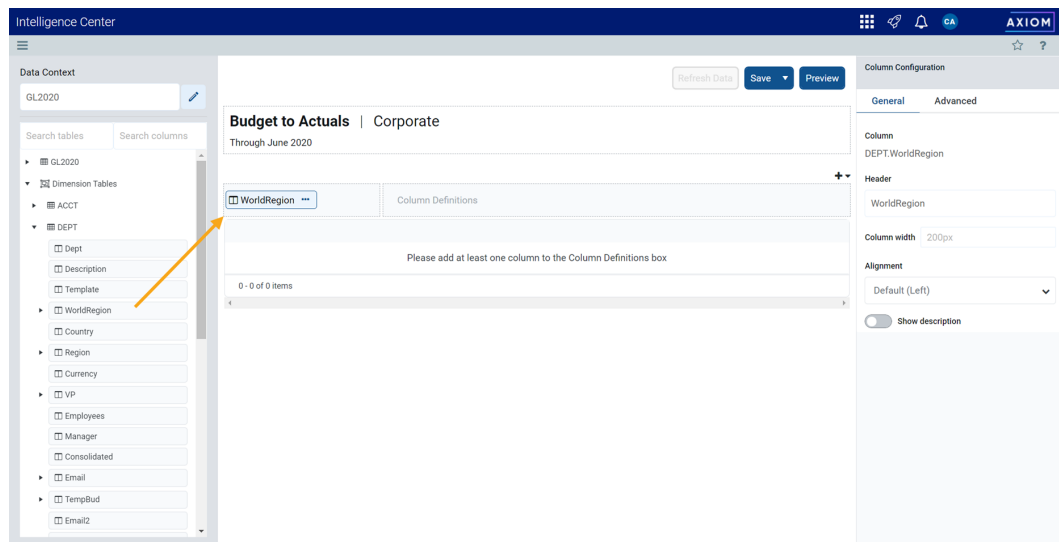 Intelligence Center
CA
AXIOM
?
Data Context
GL2020
Search tables Search columns
GL2020
Dimension Tables
ACCT
DEPT
Dept
Description
Template
WorldRegion
Country
Region
Currency
VP
Employees
Manager
Consolidated
Email
TempBud
Email2
Refresh Data Save Preview
Budget to Actuals | Corporate
Through June 2020
WorldRegion ··· Column Definitions
Please add at least one column to the Column Definitions box
0 - 0 of 0 items
Column Configuration
General Advanced
Column
DEPT.WorldRegion
Header
WorldRegion
Column width 200px
Alignment
Default (Left)
Show description